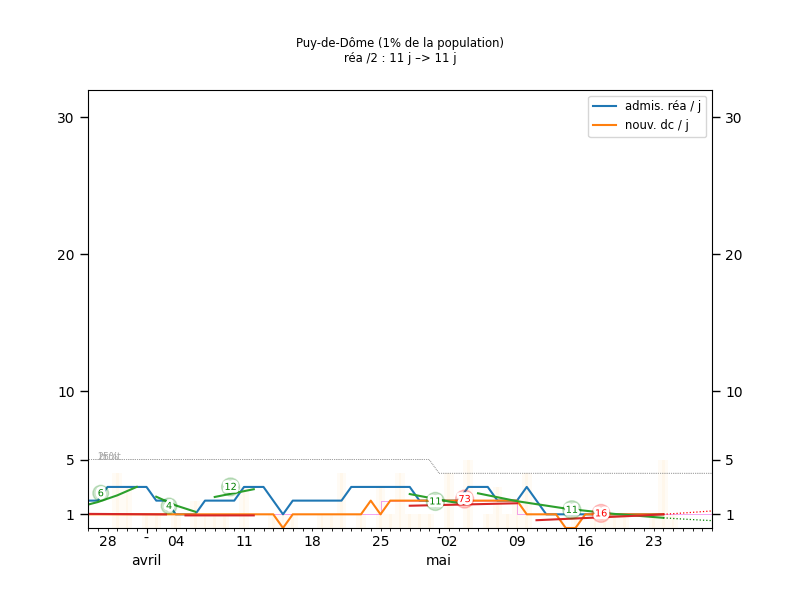 Puy-de-Dôme (1% de la population)
réa /2 : 11 j –> 11 j
admis. réa / j
nouv. dc / j
30 30
20 20
10 10
5 5
6 4 12 11 73 11 16
1 1
28 04 11 18 25 02 09 16 23
avril mai